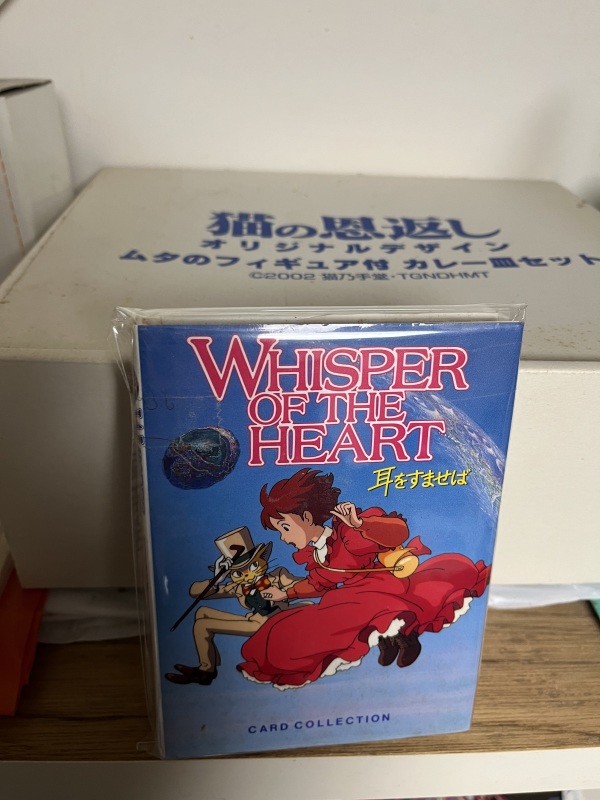 猫の恩返し
オリジナルデザイン
ムタのフィギュア付 カレー皿セット
©2002 猫乃手堂・TGNDHMT
WHISPER
OF THE
HEART
耳をすませば
CARD COLLECTION